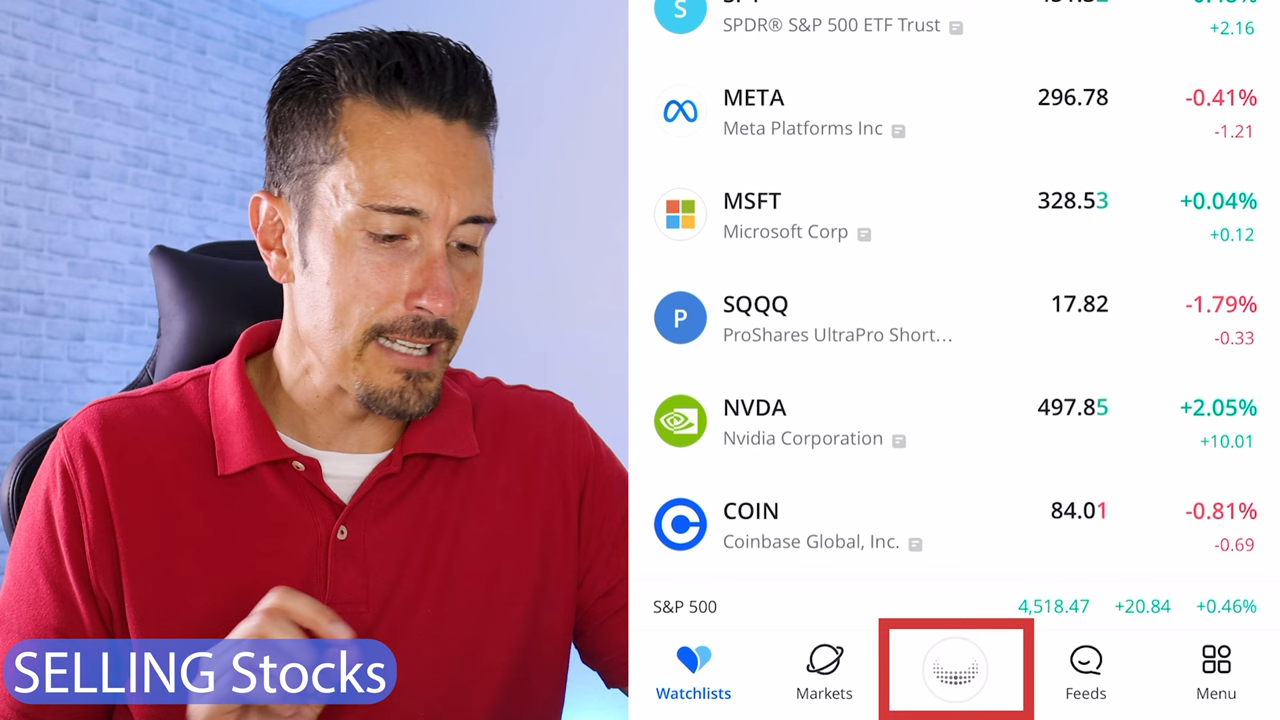 SPDR® S&P 500 ETF Trust
+2.16
META
296.78
-0.41%
Meta Platforms Inc
-1.21
MSFT
328.53
+0.04%
Microsoft Corp
+0.12
P
SQQQ
17.82
-1.79%
ProShares UltraPro Short...
-0.33
NVDA
497.85
+2.05%
Nvidia Corporation
+10.01
COIN
84.01
-0.81%
Coinbase Global, Inc.
-0.69
S&P 500
4,518.47
+20.84
+0.46%
Watchlists
Markets
Feeds
Menu
SELLING Stocks